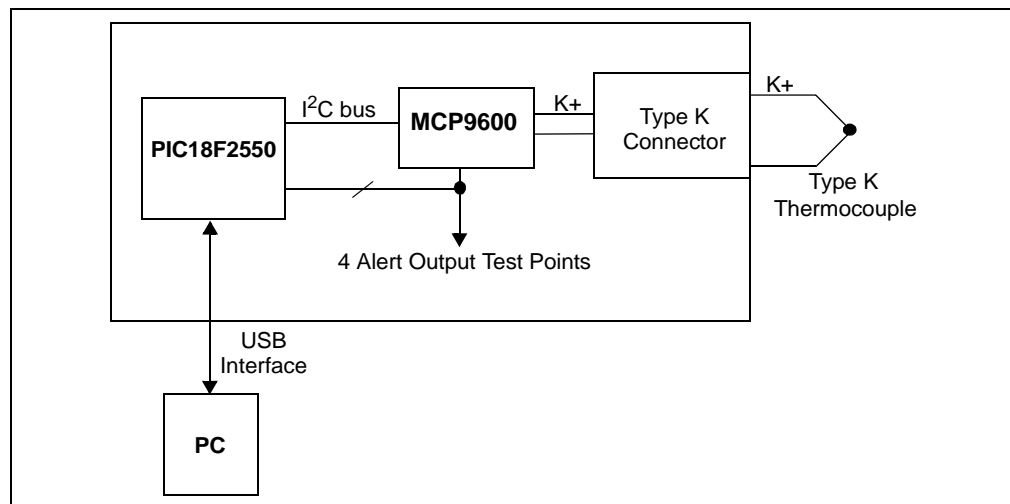 I²C bus
PIC18F2550
MCP9600
K+
Type K
Connector
K+
Type K
Thermocouple
4 Alert Output Test Points
USB
Interface
PC